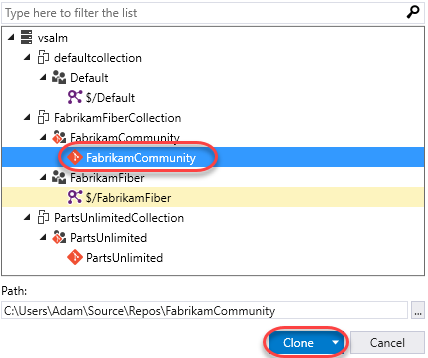 Type here to filter the list
vsalm
defaultcollection
Default
$/Default
FabrikamFiberCollection
FabrikamCommunity
FabrikamCommunity
FabrikamFiber
$/FabrikamFiber
PartsUnlimitedCollection
PartsUnlimited
PartsUnlimited
Path:
C:\Users\Adam\Source\Repos\FabrikamCommunity ...
Clone Cancel